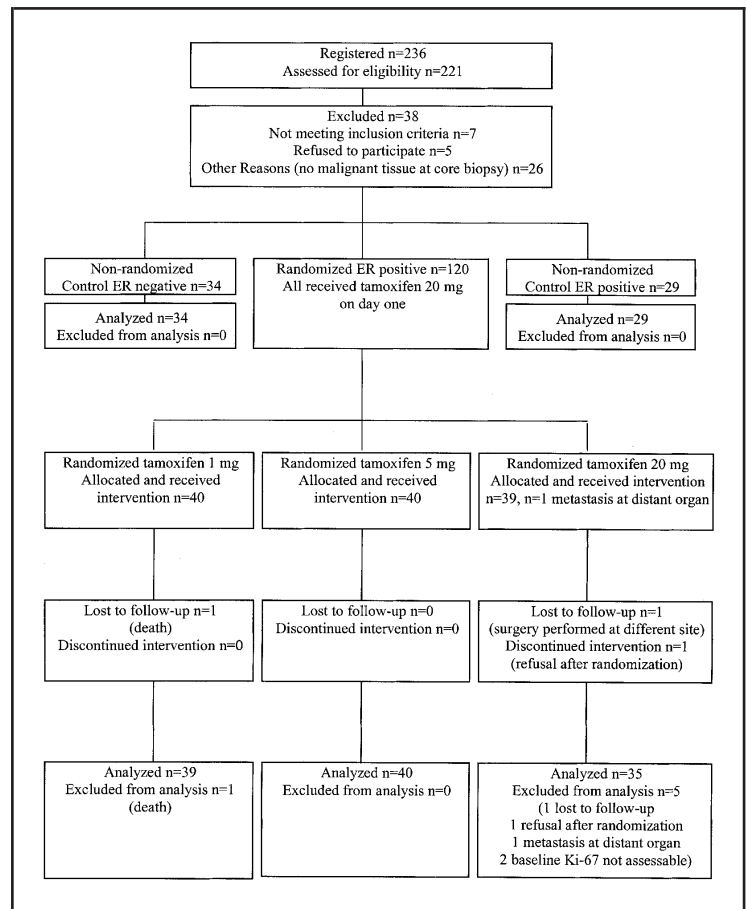 Registered n=236
Assessed for eligibility n=221
Excluded n=38
Not meeting inclusion criteria n=7
Refused to participate n=5
Other Reasons (no malignant tissue at core biopsy) n=26
Non-randomized
Control ER negative n=34
Analyzed n=34
Excluded from analysis n=0
Randomized ER positive n=120
All received tamoxifen 20 mg
on day one
Non-randomized
Control ER positive n=29
Analyzed n=29
Excluded from analysis n=0
Randomized tamoxifen 1 mg
Allocated and received
intervention n=40
Randomized tamoxifen 5 mg
Allocated and received
intervention n=40
Randomized tamoxifen 20 mg
Allocated and received intervention
n=39, n=1 metastasis at distant organ
Lost to follow-up n=1
(death)
Discontinued intervention n=0
Lost to follow-up n=0
Discontinued intervention n=0
Lost to follow-up n=1
(surgery performed at different site)
Discontinued intervention n=1
(refusal after randomization)
Analyzed n=39
Excluded from analysis n=1
(death)
Analyzed n=40
Excluded from analysis n=0
Analyzed n=35
Excluded from analysis n=5
(1 lost to follow-up
1 refusal after randomization
1 metastasis at distant organ
2 baseline Ki-67 not assessable)